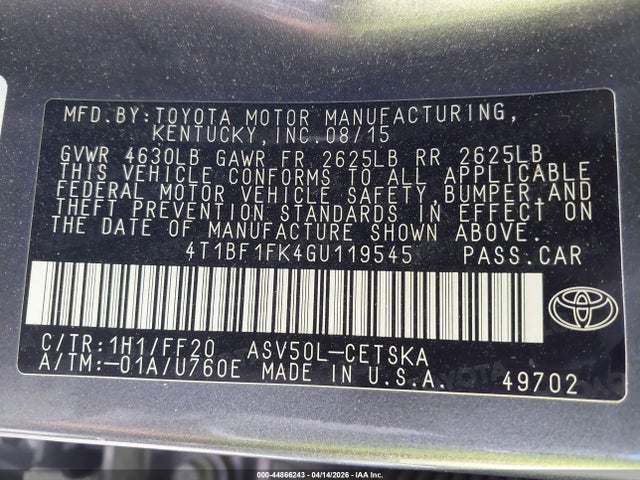 MFD.BY:TOYOTA MOTOR MANUFACTURING,
KENTUCKY,INC.08/15
GVWR 4630LB GAWR FR 2625LB RR 2625LB
THIS VEHICLE CONFORMS TO ALL APPLICABLE
FEDERAL MOTOR VEHICLE SAFETY,BUMPER,AND
THEFT PREVENTION STANDARDS IN EFFECT ON
THE DATE OF MANUFACTURE SHOWN ABOVE.
4T1BF1FK4GU119545 PASS.CAR
C/TR:1H1/FF20 ASV50L-CETSKA
A/TM:-01A/U760E MADE IN U.S.A. 49702
000-44866243 - 04/14/2026 - IAA Inc.